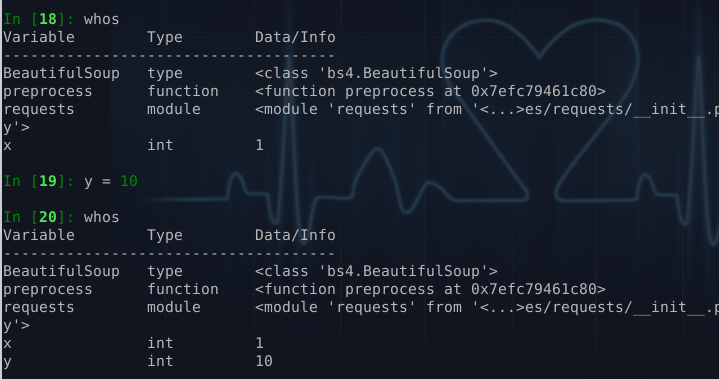 In [18]: whos
Variable        Type        Data/Info
-------------------------------------
BeautifulSoup   type        <class 'bs4.BeautifulSoup'>
preprocess      function    <function preprocess at 0x7efc79461c80>
requests        module      <module 'requests' from '<...>es/requests/__init__.p
y'>
x               int         1
In [19]: y = 10
In [20]: whos
Variable        Type        Data/Info
-------------------------------------
BeautifulSoup   type        <class 'bs4.BeautifulSoup'>
preprocess      function    <function preprocess at 0x7efc79461c80>
requests        module      <module 'requests' from '<...>es/requests/__init__.p
y'>
x               int         1
y               int         10